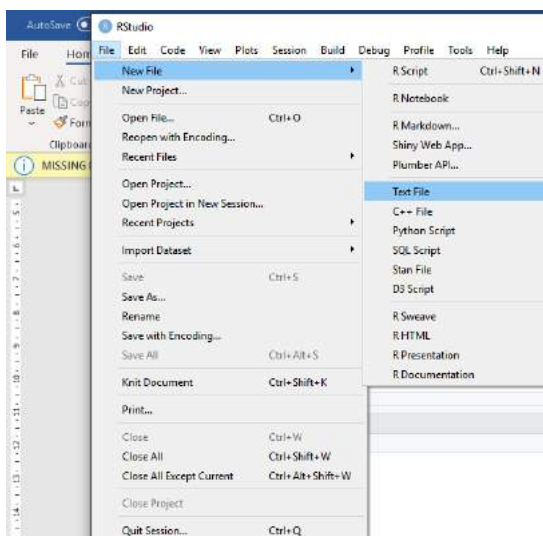 AutoSave
RStudio
File Hom
File Edit Code View Plots Session Build Debug Profile Tools Help
New File
New Project...
Open File... Ctrl+O
Reopen with Encoding...
Recent Files
Open Project...
Open Project in New Session...
Recent Projects
Import Dataset
Save Ctrl+S
Save As...
Rename
Save with Encoding...
Save All Ctrl+Alt+S
Knit Document Ctrl+Shift+K
Print...
Close Ctrl+W
Close All Ctrl+Shift+W
Close All Except Current Ctrl+Alt+Shift+W
Close Project
Quit Session... Ctrl+Q
R Script Ctrl+Shift+N
R Notebook
R Markdown...
Shiny Web App...
Plumber API...
Text File
C++ File
Python Script
SQL Script
Stan File
D3 Script
R Sweave
R HTML
R Presentation
R Documentation
Cut
Cop
Paste
Form
Clipboar
MISSING